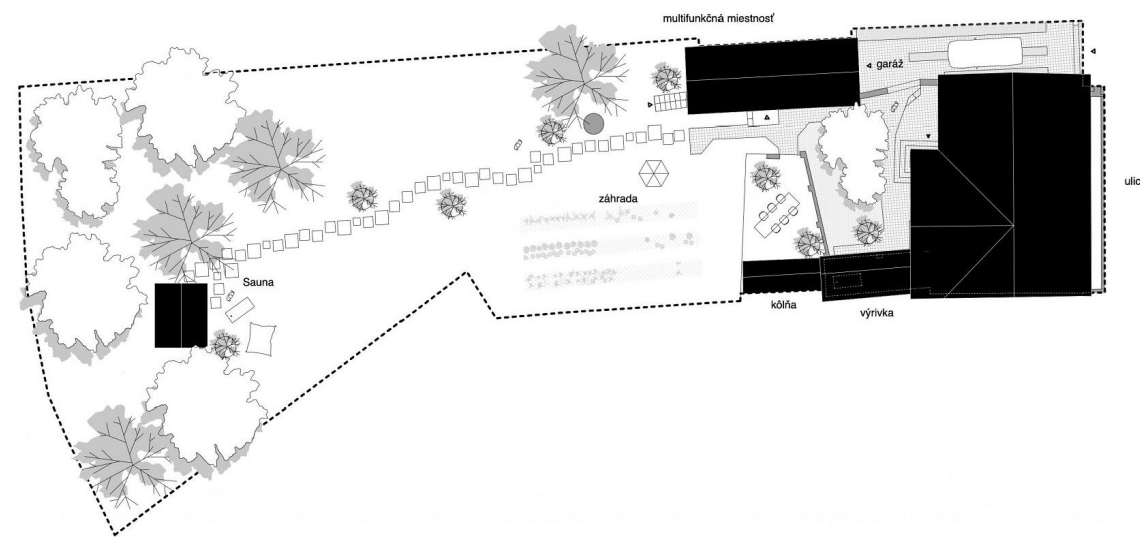 multifunkčná miestnosť
garáž
ulic
záhrada
Sauna
kôlňa
výrivka